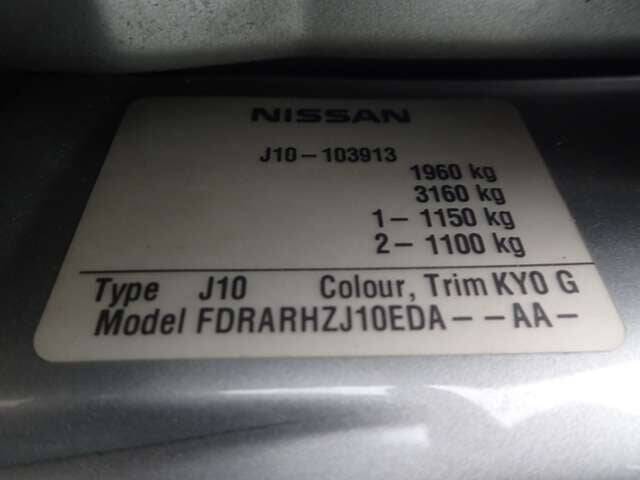 NISSAN
J10-103913
1960 kg
3160 kg
1- 1150 kg
2- 1100 kg
Type J10 Colour, Trim KY0 G
Model FDRARHZJ10EDA--AA-